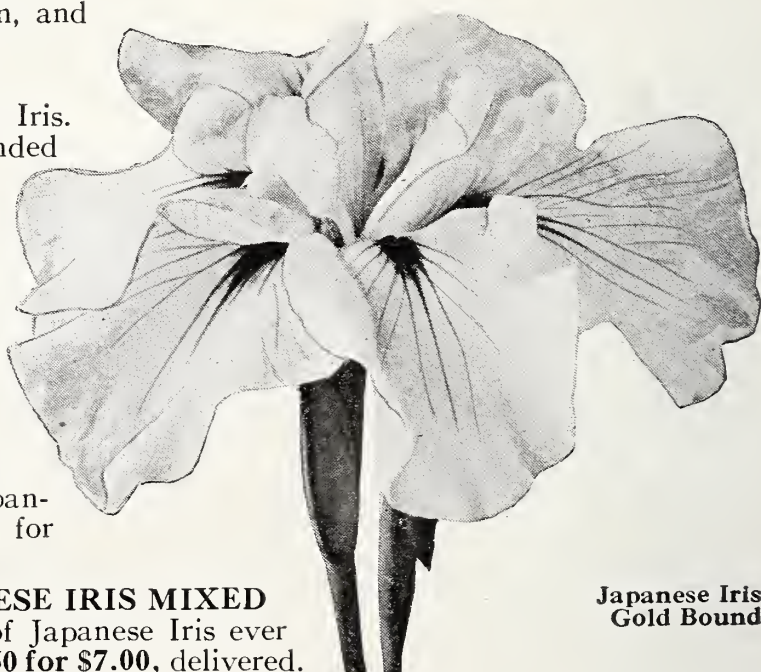 n, and
Iris.
nded
pan-
for
ESE IRIS MIXED
of Japanese Iris ever
50 for $7.00, delivered.
Japanese Iris
Gold Bound